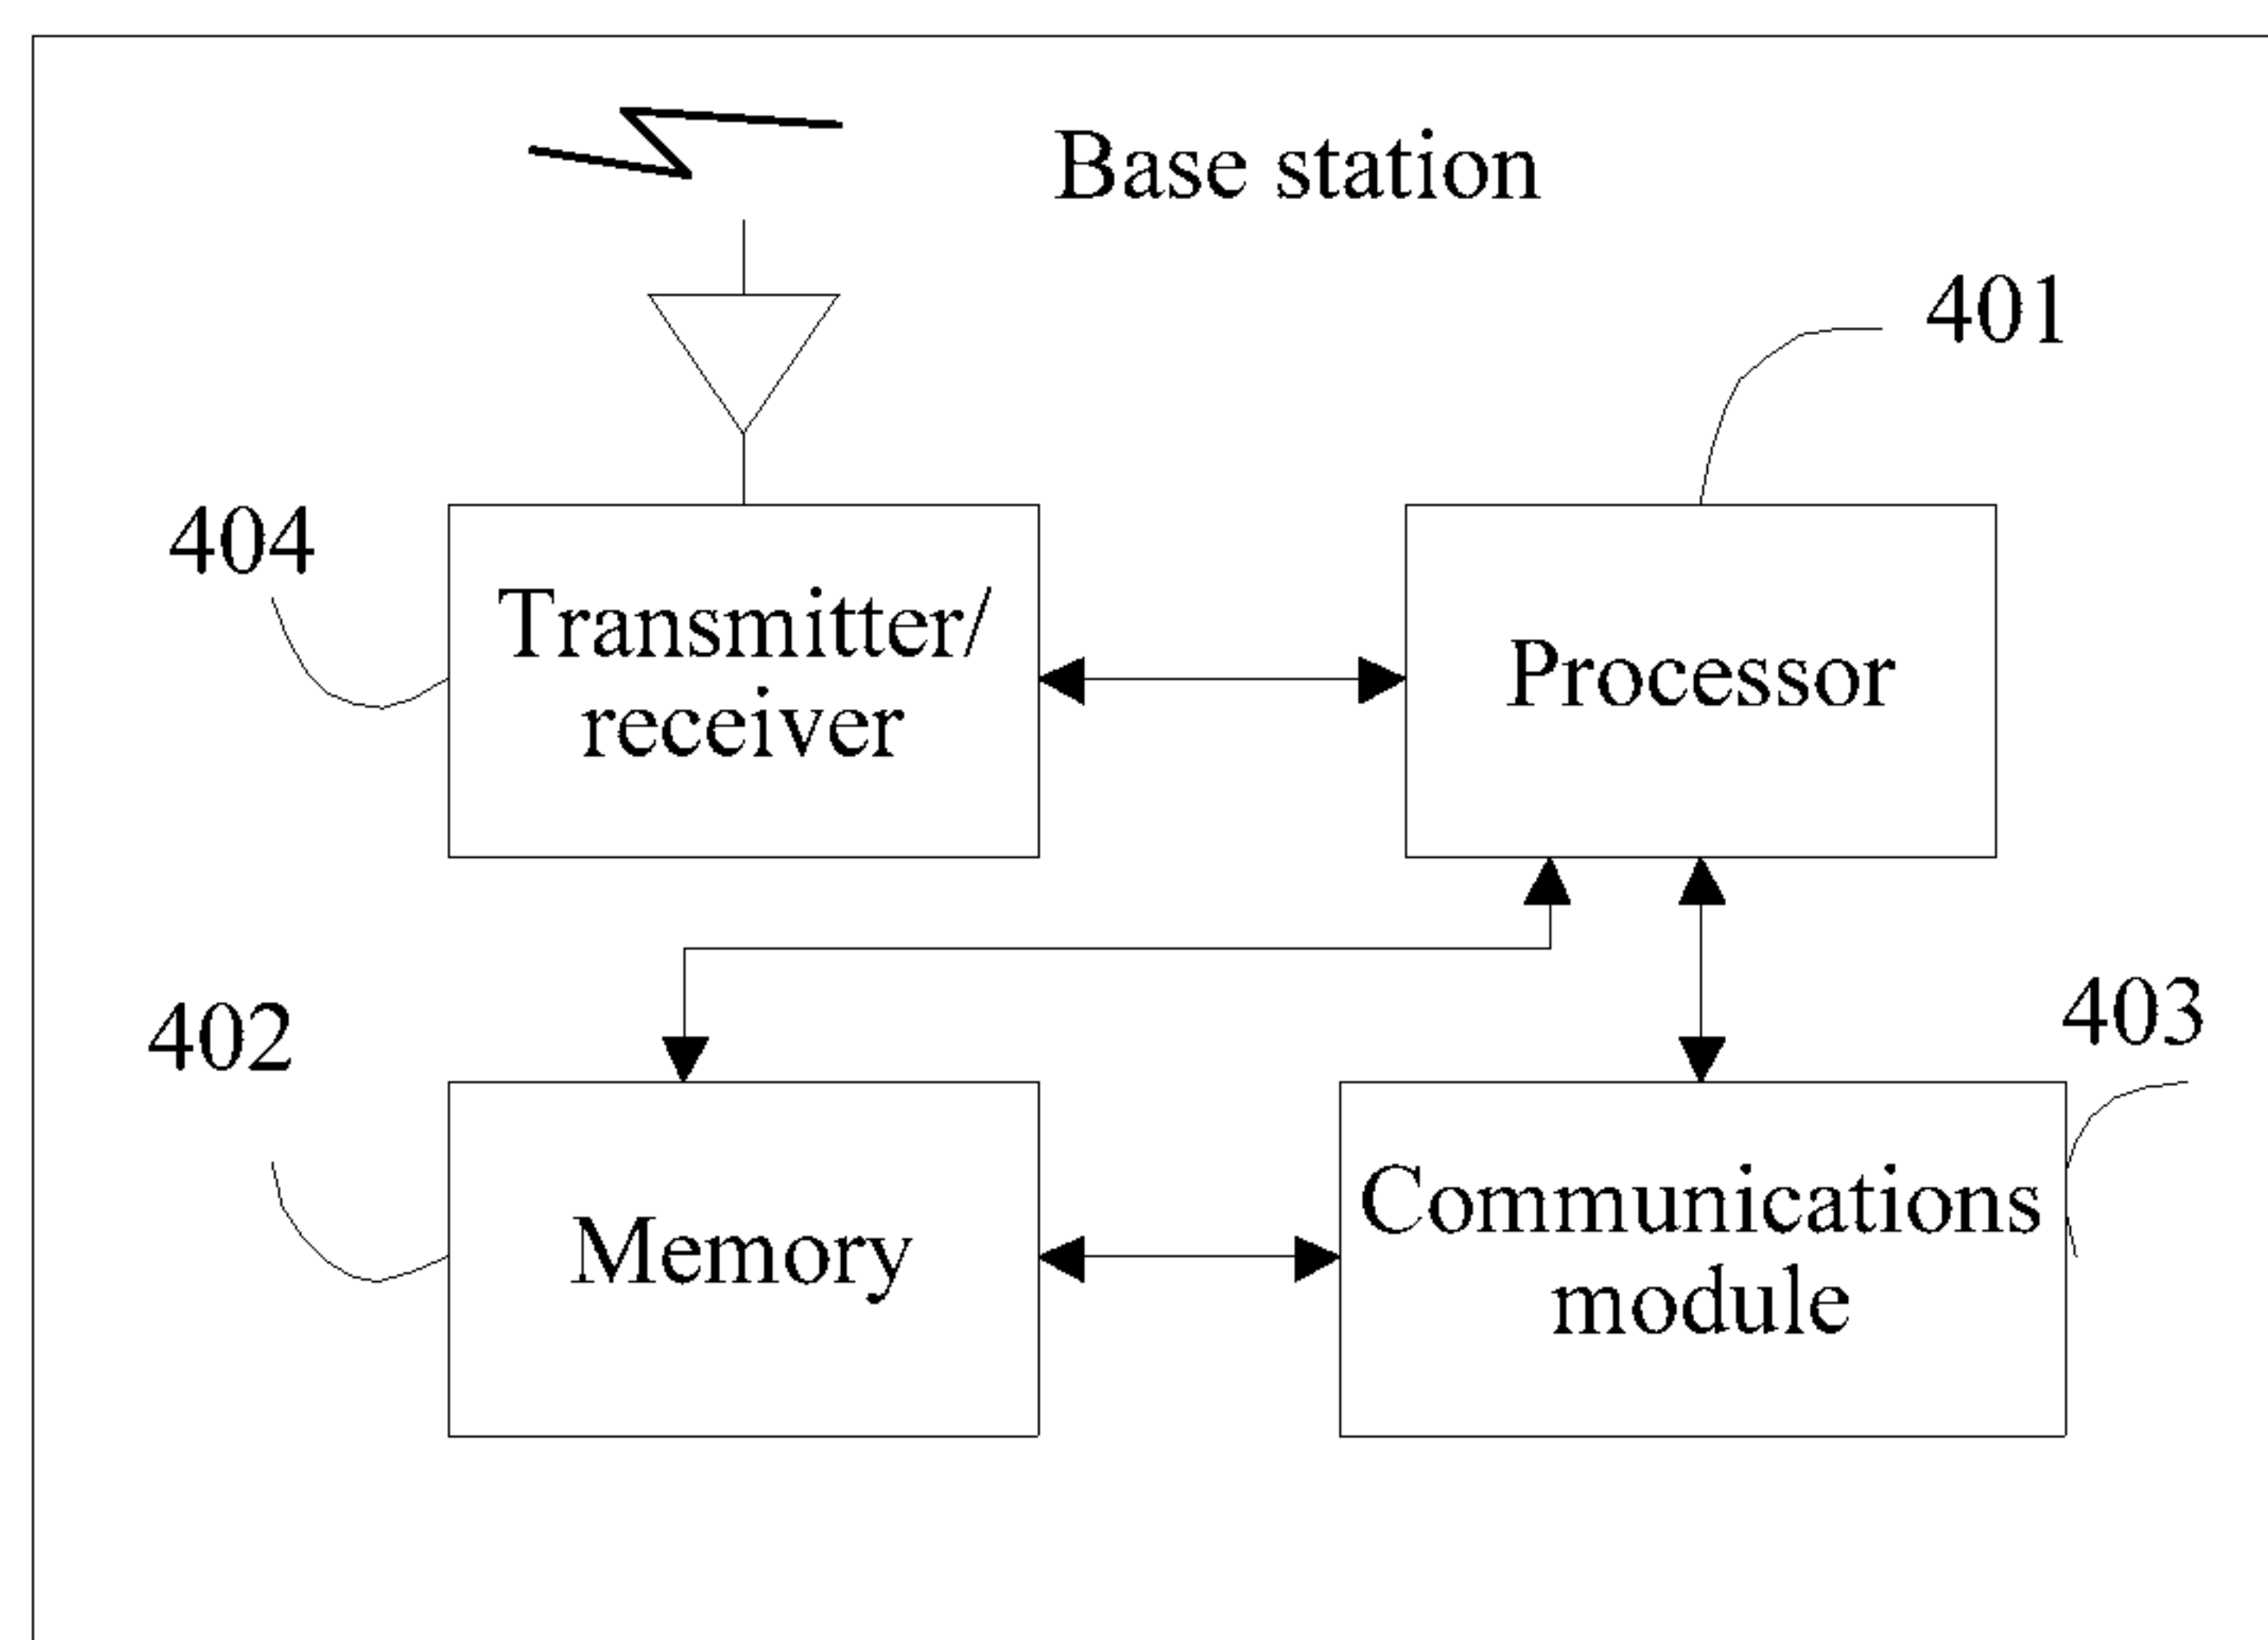 Base station
401
404
Transmitter/
receiver
Processor
402
403
Memory
Communications
module